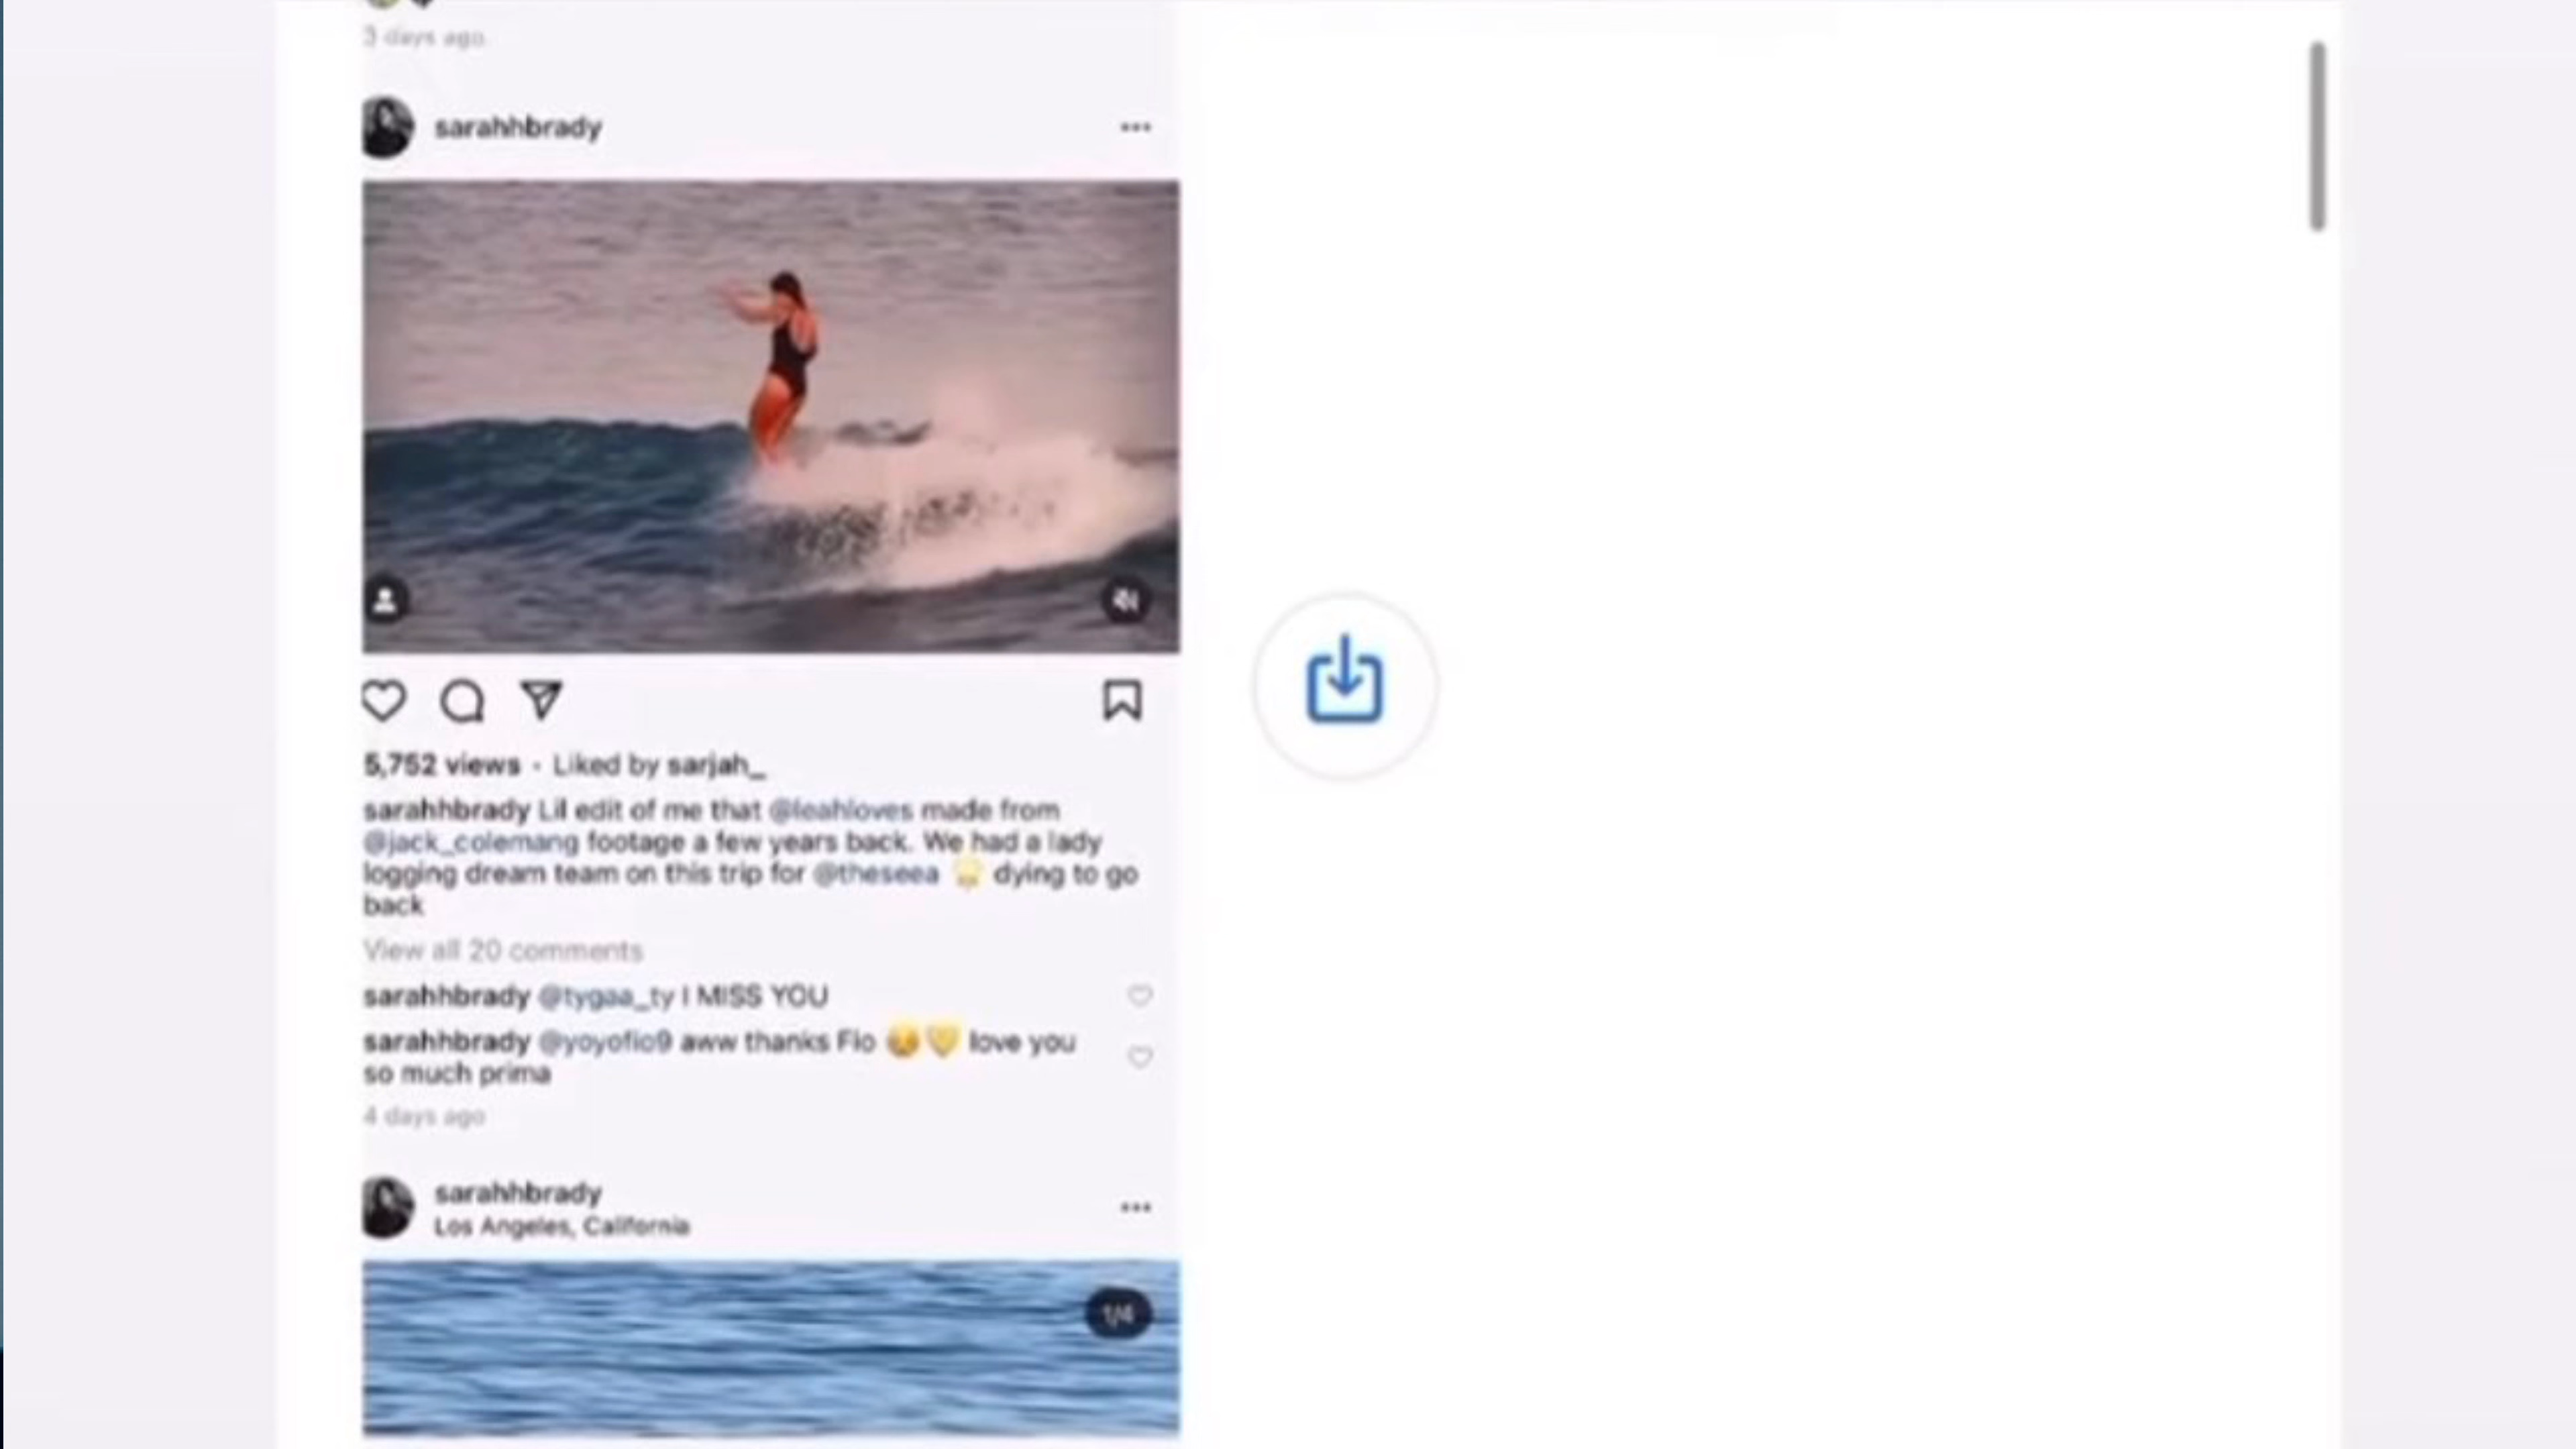 3 days ago
sarahhbrady
5,752 views · Liked by sarjah_
sarahhbrady Lil edit of me that @leahloves made from
@jack_colemang footage a few years back. We had a lady
logging dream team on this trip for @theseea dying to go
back
View all 20 comments
sarahhbrady @tygaa_ty I MISS YOU
sarahhbrady @yoyofio9 aww thanks Fio 😢💛 love you
so much prima
4 days ago
sarahhbrady
Los Angeles, California
1/4